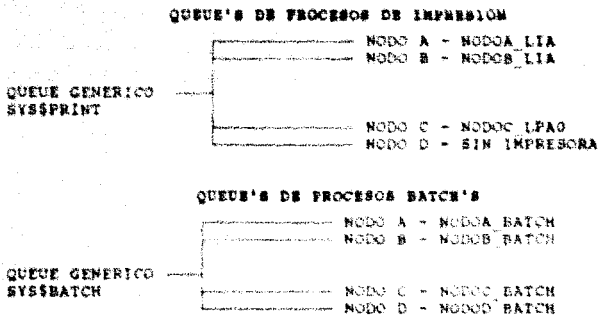 QUEUE'S DE PROCESOS DE IMPRESION
NODO A - NODOA_LIA
NODO B - NODOB_LIA
QUEUE GENERICO
SYS$PRINT
NODO C - NODOC_LPA0
NODO D - SIN IMPRESORA
QUEUE'S DE PROCESOS BATCH'S
NODO A - NODOA_BATCH
NODO B - NODOB_BATCH
QUEUE GENERICO
SYS$BATCH
NODO C - NODOC_BATCH
NODO D - NODOD_BATCH